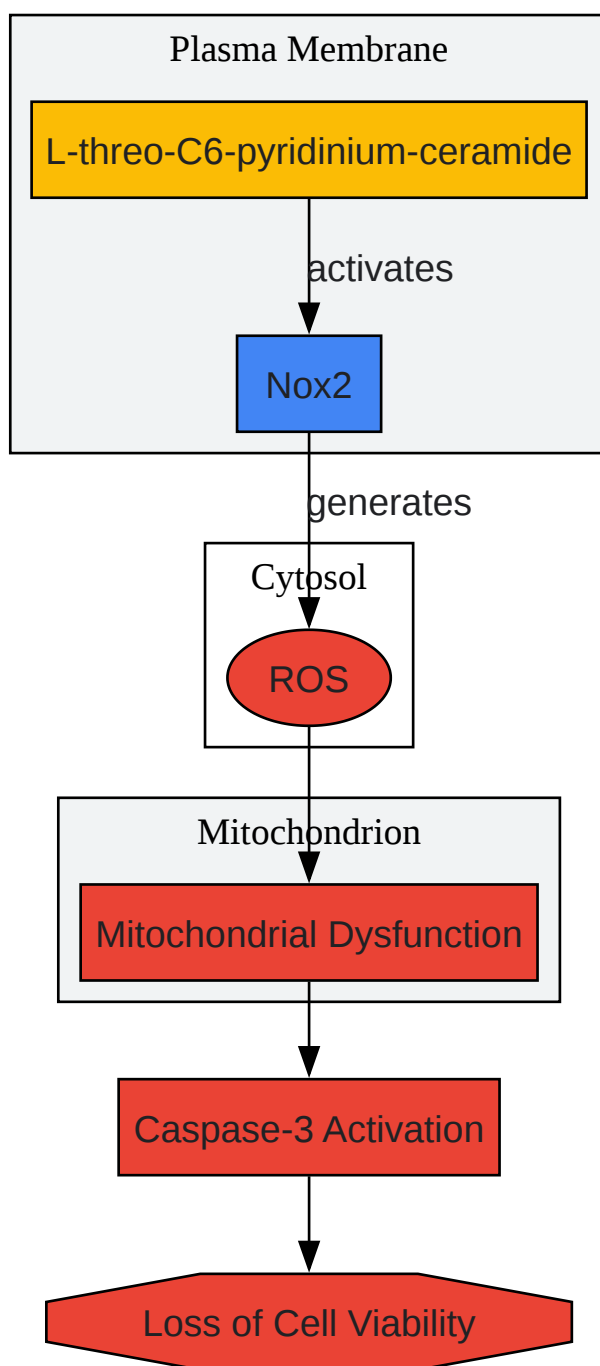 Plasma Membrane
L-threo-C6-pyridinium-ceramide
activates
Nox2
generates
Cytosol
ROS
Mitochondrion
Mitochondrial Dysfunction
Caspase-3 Activation
Loss of Cell Viability